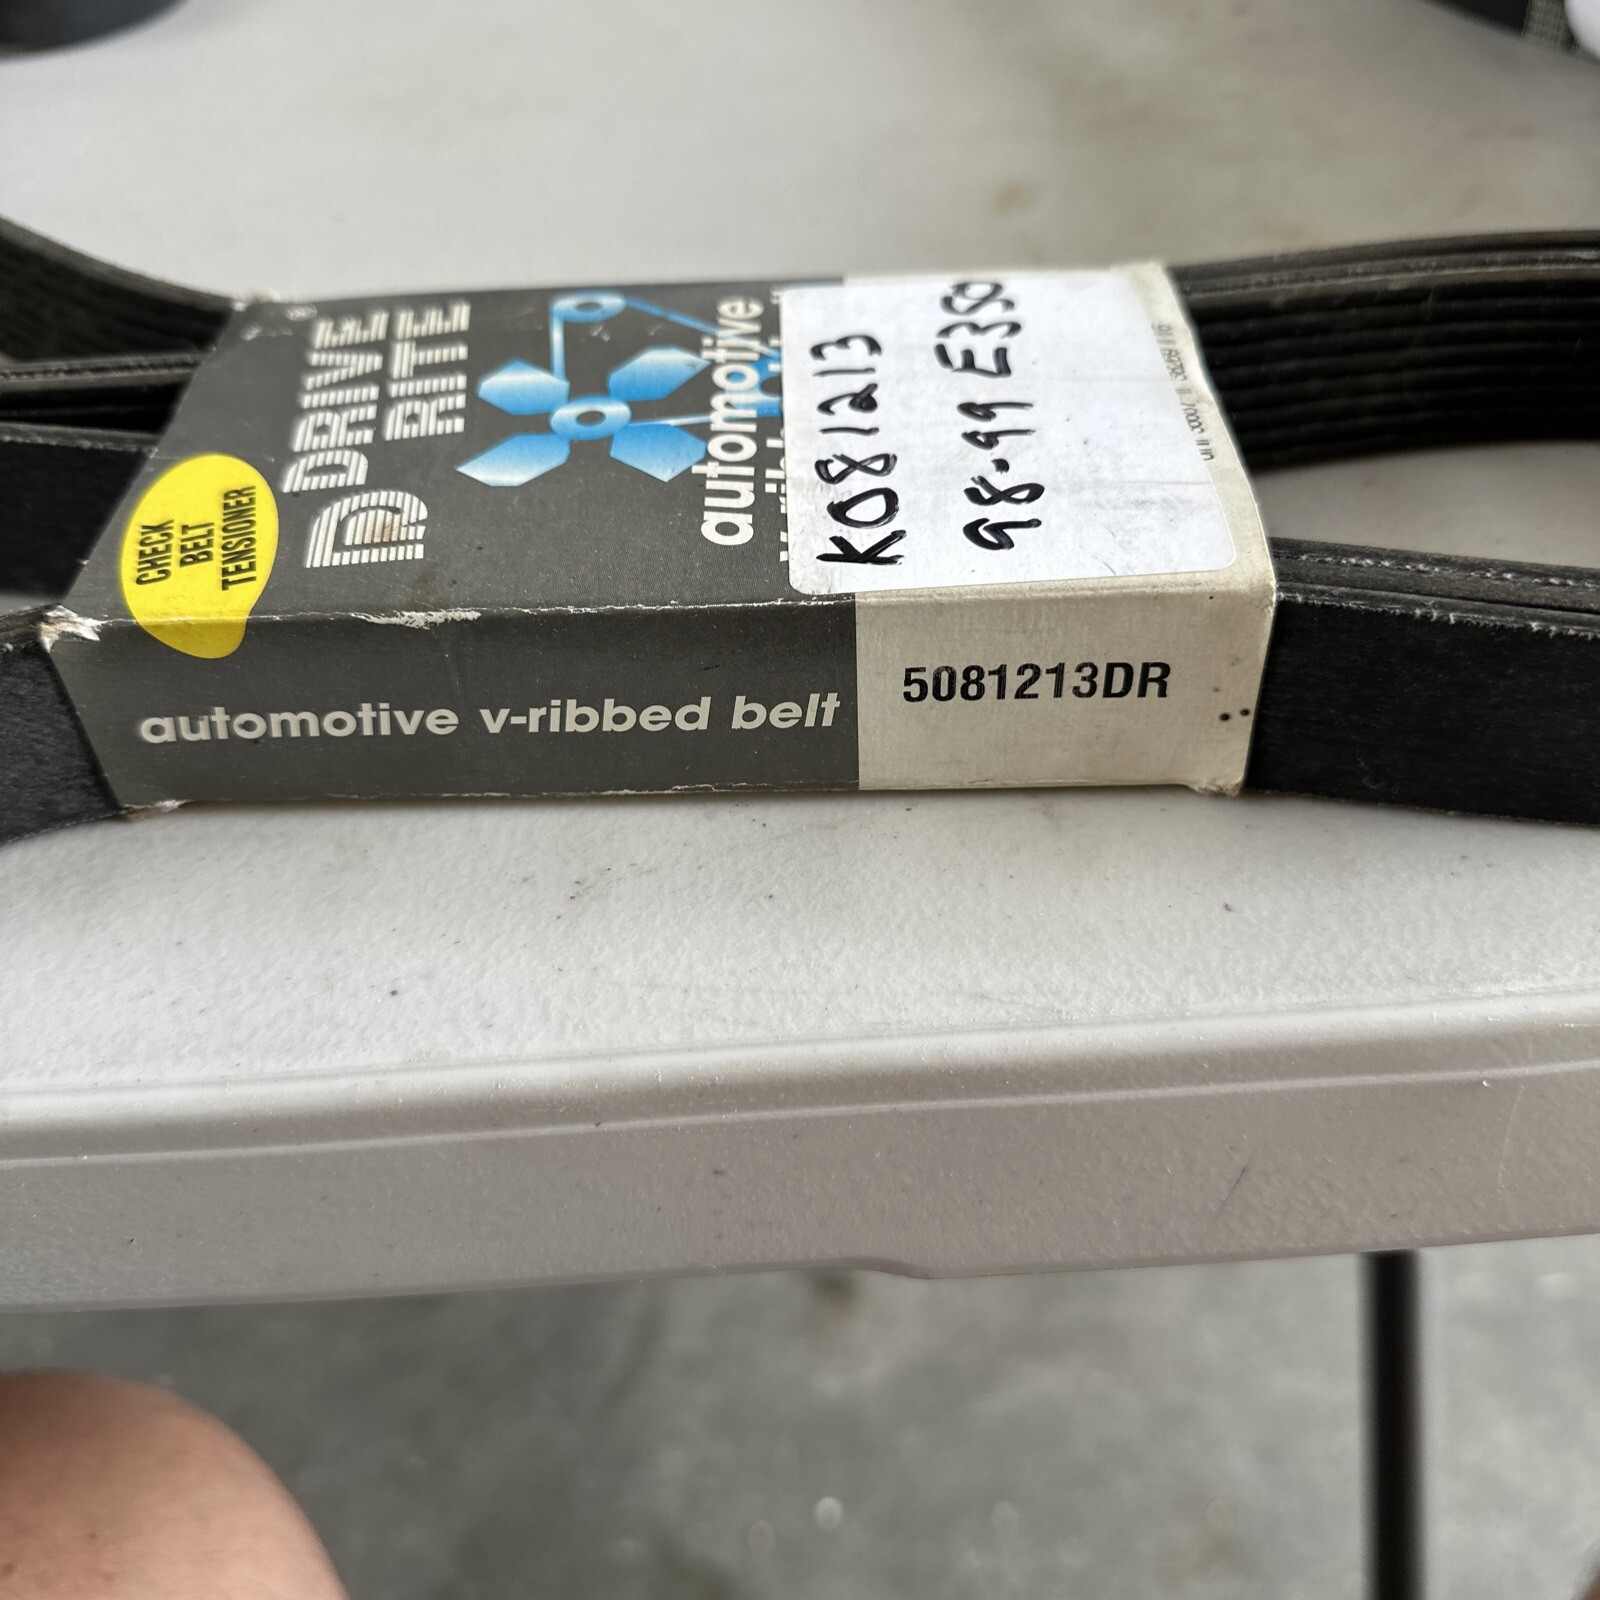 DRIVE
RITE
®
CHECK
BELT
TENSIONER
automotive
K081213
98-99 E350
automotive v-ribbed belt
5081213DR